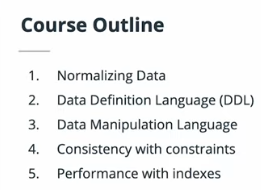 Course Outline
1. Normalizing Data
2. Data Definition Language (DDL)
3. Data Manipulation Language
4. Consistency with constraints
5. Performance with indexes